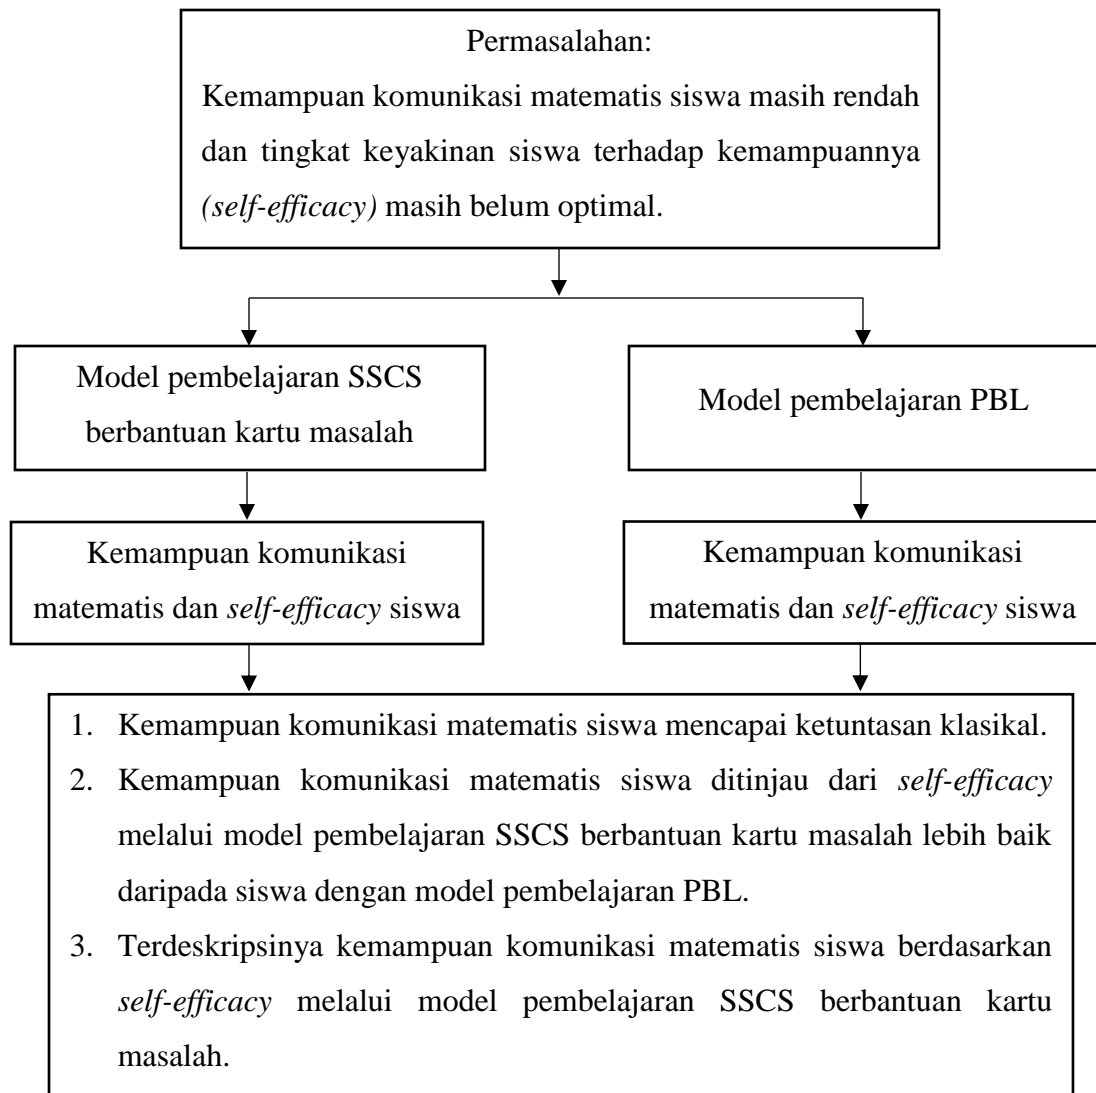 Permasalahan:
Kemampuan komunikasi matematis siswa masih rendah
dan tingkat keyakinan siswa terhadap kemampuannya
(self-efficacy) masih belum optimal.
Model pembelajaran SSCS
berbantuan kartu masalah
Model pembelajaran PBL
Kemampuan komunikasi
matematis dan self-efficacy siswa
Kemampuan komunikasi
matematis dan self-efficacy siswa
1. Kemampuan komunikasi matematis siswa mencapai ketuntasan klasikal.
2. Kemampuan komunikasi matematis siswa ditinjau dari self-efficacy
melalui model pembelajaran SSCS berbantuan kartu masalah lebih baik
daripada siswa dengan model pembelajaran PBL.
3. Terdeskripsinya kemampuan komunikasi matematis siswa berdasarkan
self-efficacy melalui model pembelajaran SSCS berbantuan kartu
masalah.